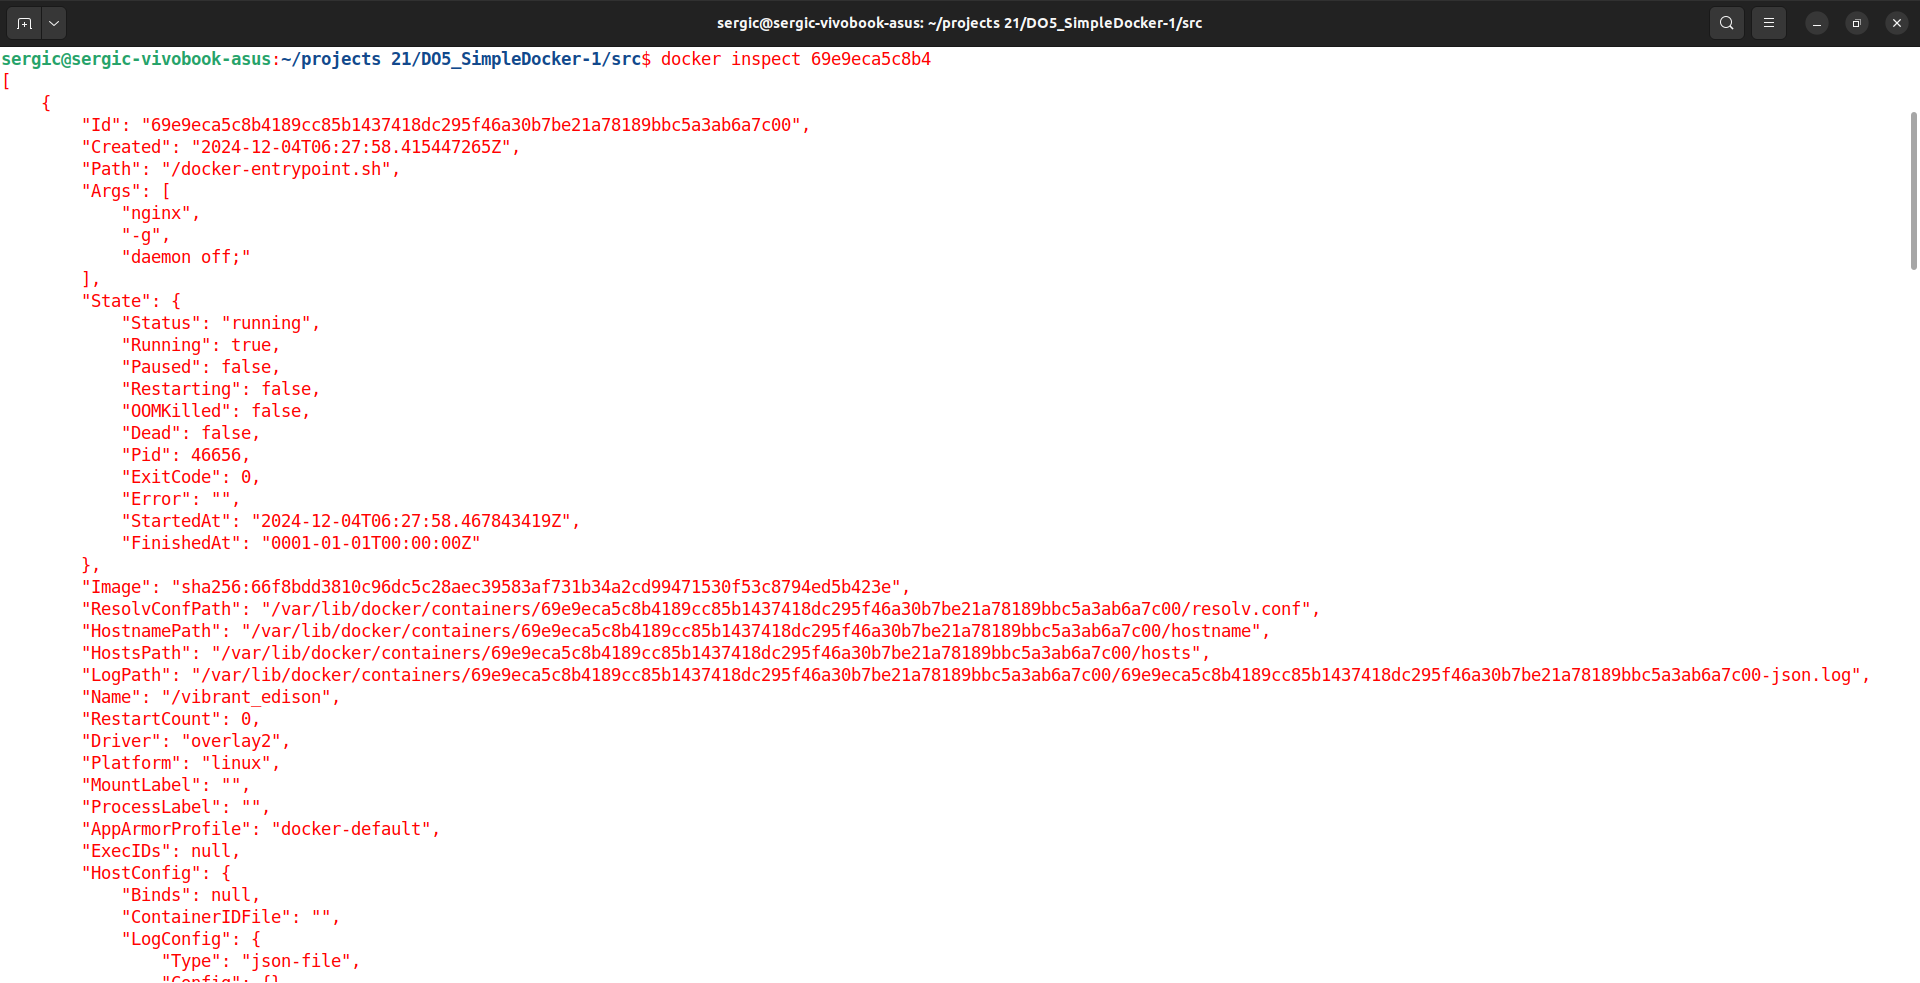 sergic@sergic-vivobook-asus: ~/projects 21/DO5_SimpleDocker-1/src
sergic@sergic-vivobook-asus:~/projects 21/DO5_SimpleDocker-1/src$ docker inspect 69e9eca5c8b4
[
    {
        "Id": "69e9eca5c8b4189cc85b1437418dc295f46a30b7be21a78189bbc5a3ab6a7c00",
        "Created": "2024-12-04T06:27:58.415447265Z",
        "Path": "/docker-entrypoint.sh",
        "Args": [
            "nginx",
            "-g",
            "daemon off;"
        ],
        "State": {
            "Status": "running",
            "Running": true,
            "Paused": false,
            "Restarting": false,
            "OOMKilled": false,
            "Dead": false,
            "Pid": 46656,
            "ExitCode": 0,
            "Error": "",
            "StartedAt": "2024-12-04T06:27:58.467843419Z",
            "FinishedAt": "0001-01-01T00:00:00Z"
        },
        "Image": "sha256:66f8bdd3810c96dc5c28aec39583af731b34a2cd99471530f53c8794ed5b423e",
        "ResolvConfPath": "/var/lib/docker/containers/69e9eca5c8b4189cc85b1437418dc295f46a30b7be21a78189bbc5a3ab6a7c00/resolv.conf",
        "HostnamePath": "/var/lib/docker/containers/69e9eca5c8b4189cc85b1437418dc295f46a30b7be21a78189bbc5a3ab6a7c00/hostname",
        "HostsPath": "/var/lib/docker/containers/69e9eca5c8b4189cc85b1437418dc295f46a30b7be21a78189bbc5a3ab6a7c00/hosts",
        "LogPath": "/var/lib/docker/containers/69e9eca5c8b4189cc85b1437418dc295f46a30b7be21a78189bbc5a3ab6a7c00/69e9eca5c8b4189cc85b1437418dc295f46a30b7be21a78189bbc5a3ab6a7c00-json.log",
        "Name": "/vibrant_edison",
        "RestartCount": 0,
        "Driver": "overlay2",
        "Platform": "linux",
        "MountLabel": "",
        "ProcessLabel": "",
        "AppArmorProfile": "docker-default",
        "ExecIDs": null,
        "HostConfig": {
            "Binds": null,
            "ContainerIDFile": "",
            "LogConfig": {
                "Type": "json-file",
                "Config": {}